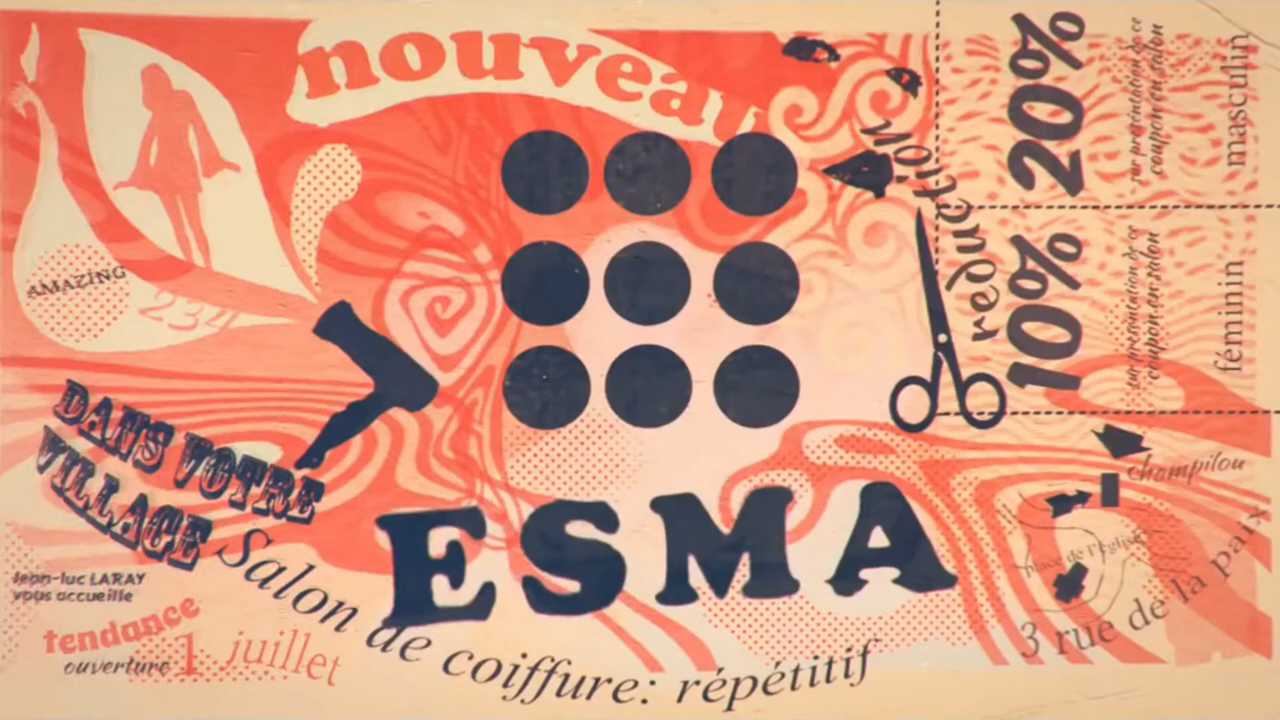 nouveau
AMAZING
234
DANS VOTRE
VILLAGE
ESMA
Salon de coiffure: répétitif
Jean-luc LARAY
vous accueille
tendance
ouverture 1 juillet
reduction
20%
sur présentation de ce
coupon en salon
masculin
10%
sur présentation de ce
coupon en salon
féminin
champilou
place de l'église
3 rue de la paix